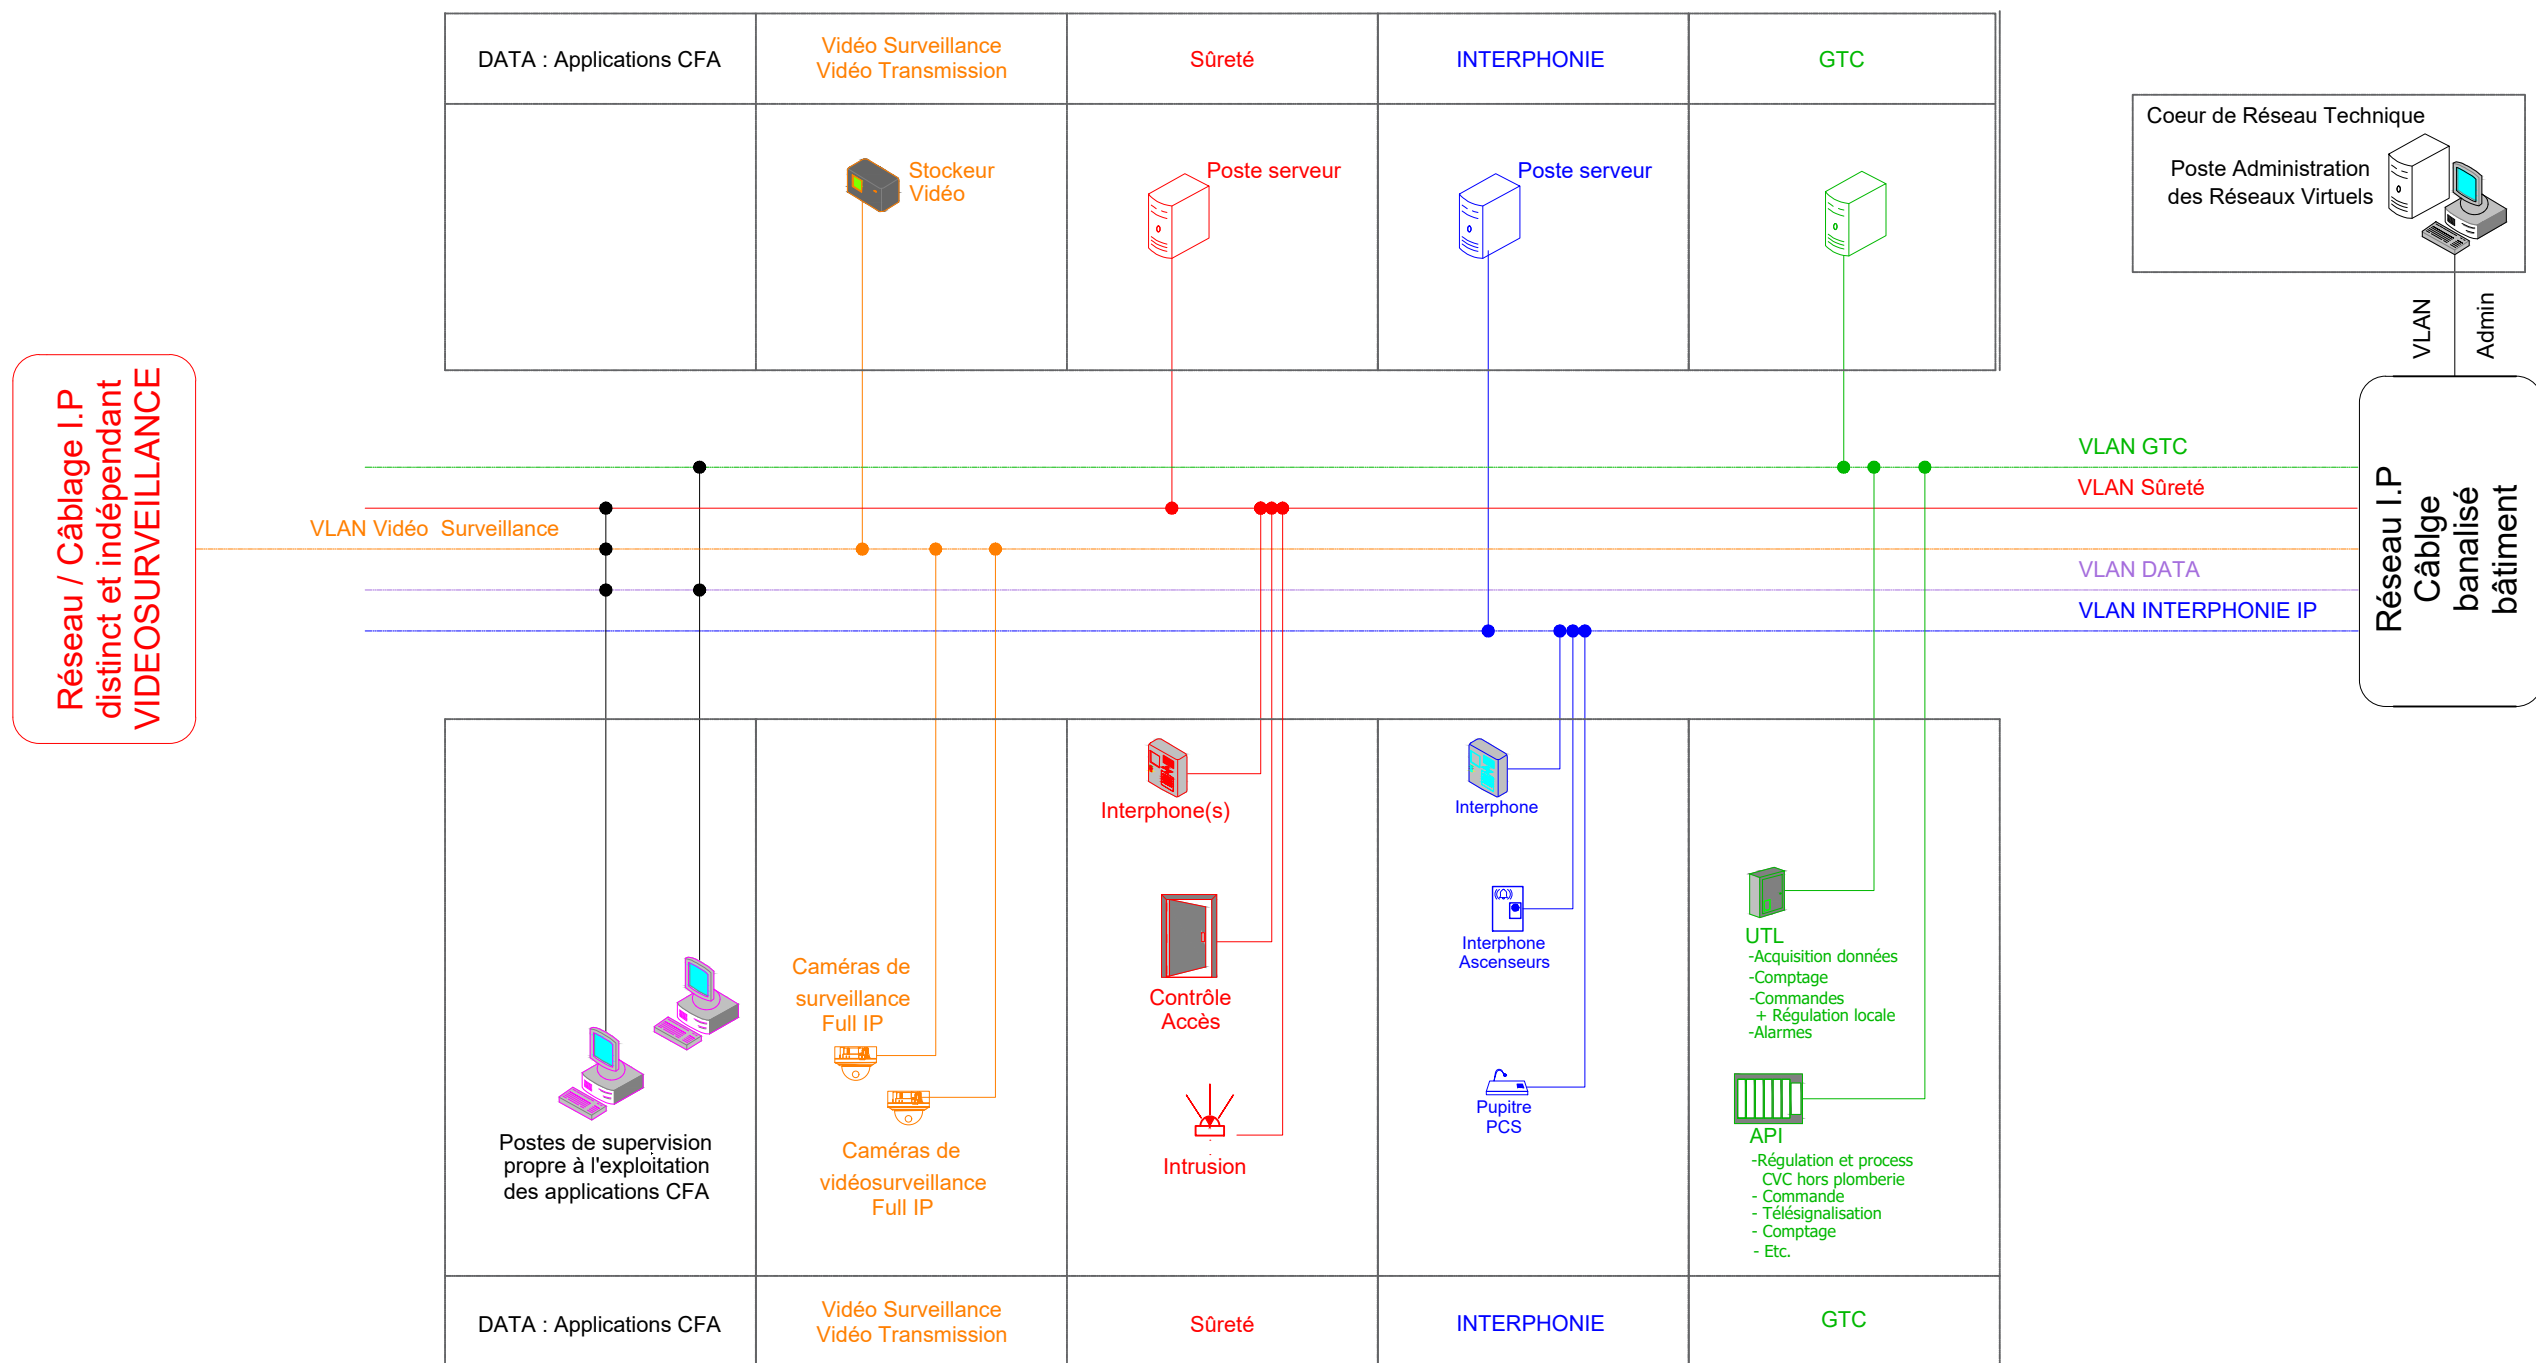 DATA : Applications CFA
Vidéo Surveillance
Vidéo Transmission
Sûreté
INTERPHONIE
GTC
Stockeur
Vidéo
Poste serveur
Poste serveur
Coeur de Réseau Technique
Poste Administration
des Réseaux Virtuels
VLAN
Admin
Réseau / Câblage I.P
distinct et indépendant
VIDEOSURVEILLANCE
VLAN Vidéo  Surveillance
VLAN GTC
VLAN Sûreté
VLAN DATA
VLAN INTERPHONIE IP
Réseau I.P
Câblge
banalisé
bâtiment
Postes de supervision
propre à l'exploitation
des applications CFA
Caméras de
surveillance
Full IP
Caméras de
vidéosurveillance
Full IP
Interphone(s)
Contrôle
Accès
Intrusion
Interphone
Interphone
Ascenseurs
Pupitre
PCS
UTL
-Acquisition données
-Comptage
-Commandes
+ Régulation locale
-Alarmes
API
-Régulation et process
CVC hors plomberie
- Commande
- Télésignalisation
- Comptage
- Etc.
DATA : Applications CFA
Vidéo Surveillance
Vidéo Transmission
Sûreté
INTERPHONIE
GTC